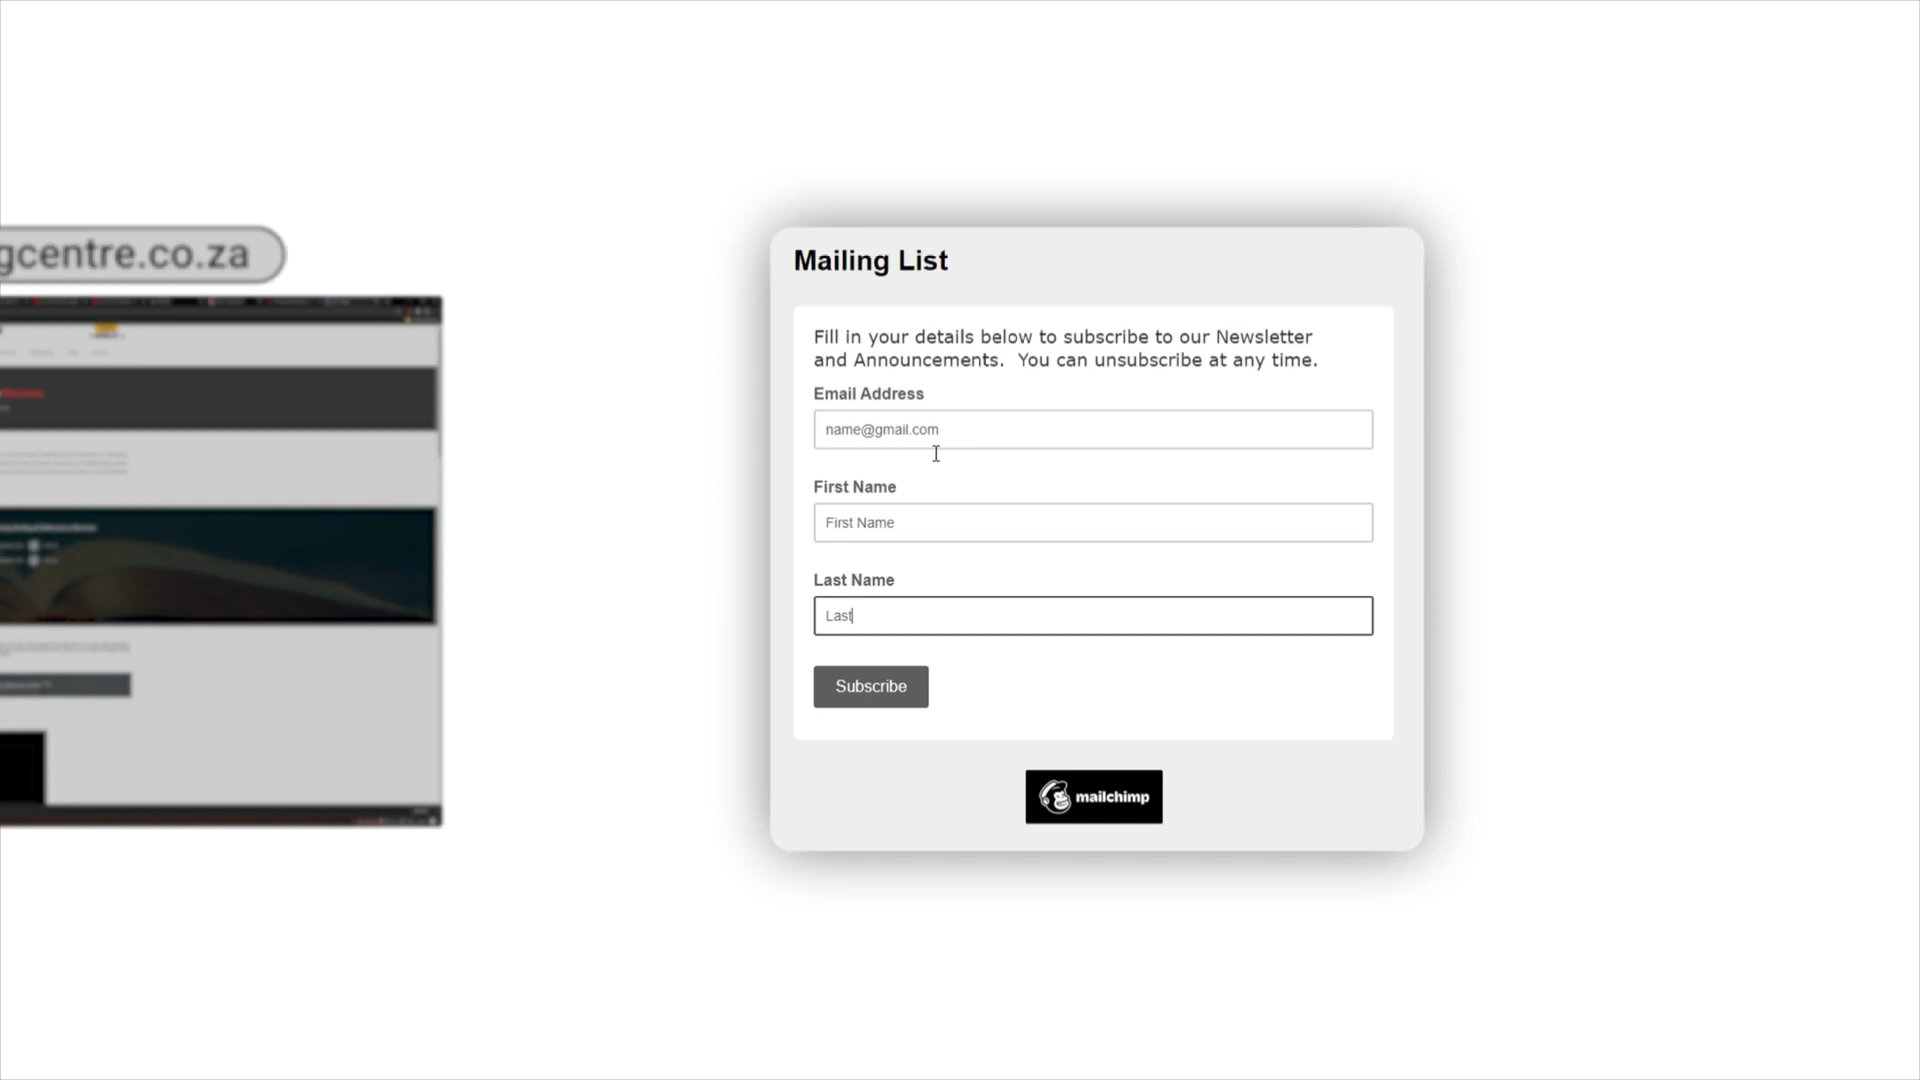 gcentre.co.za
Mailing List
Fill in your details below to subscribe to our Newsletter
and Announcements. You can unsubscribe at any time.
Email Address
name@gmail.com
First Name
First Name
Last Name
Last
Subscribe
mailchimp